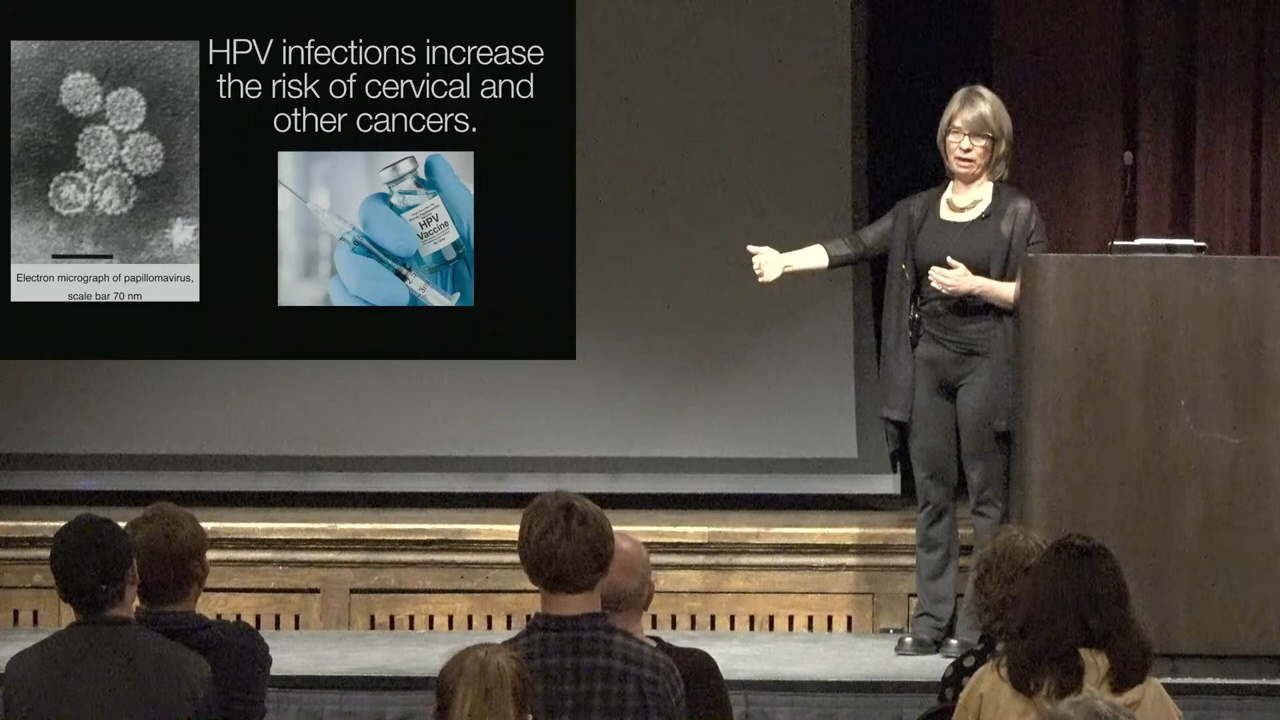 HPV infections increase
the risk of cervical and
other cancers.
HPV
Vaccine
Electron micrograph of papillomavirus,
scale bar 70 nm